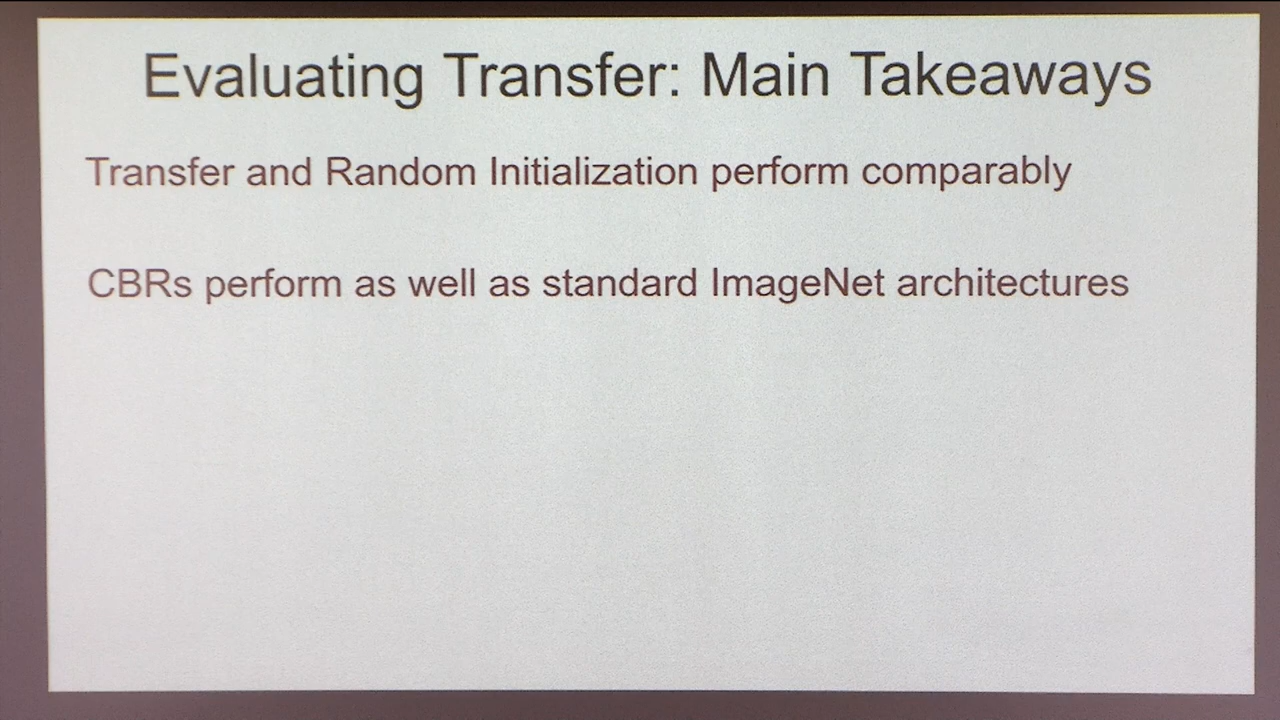 Evaluating Transfer: Main Takeaways
Transfer and Random Initialization perform comparably
CBRs perform as well as standard ImageNet architectures